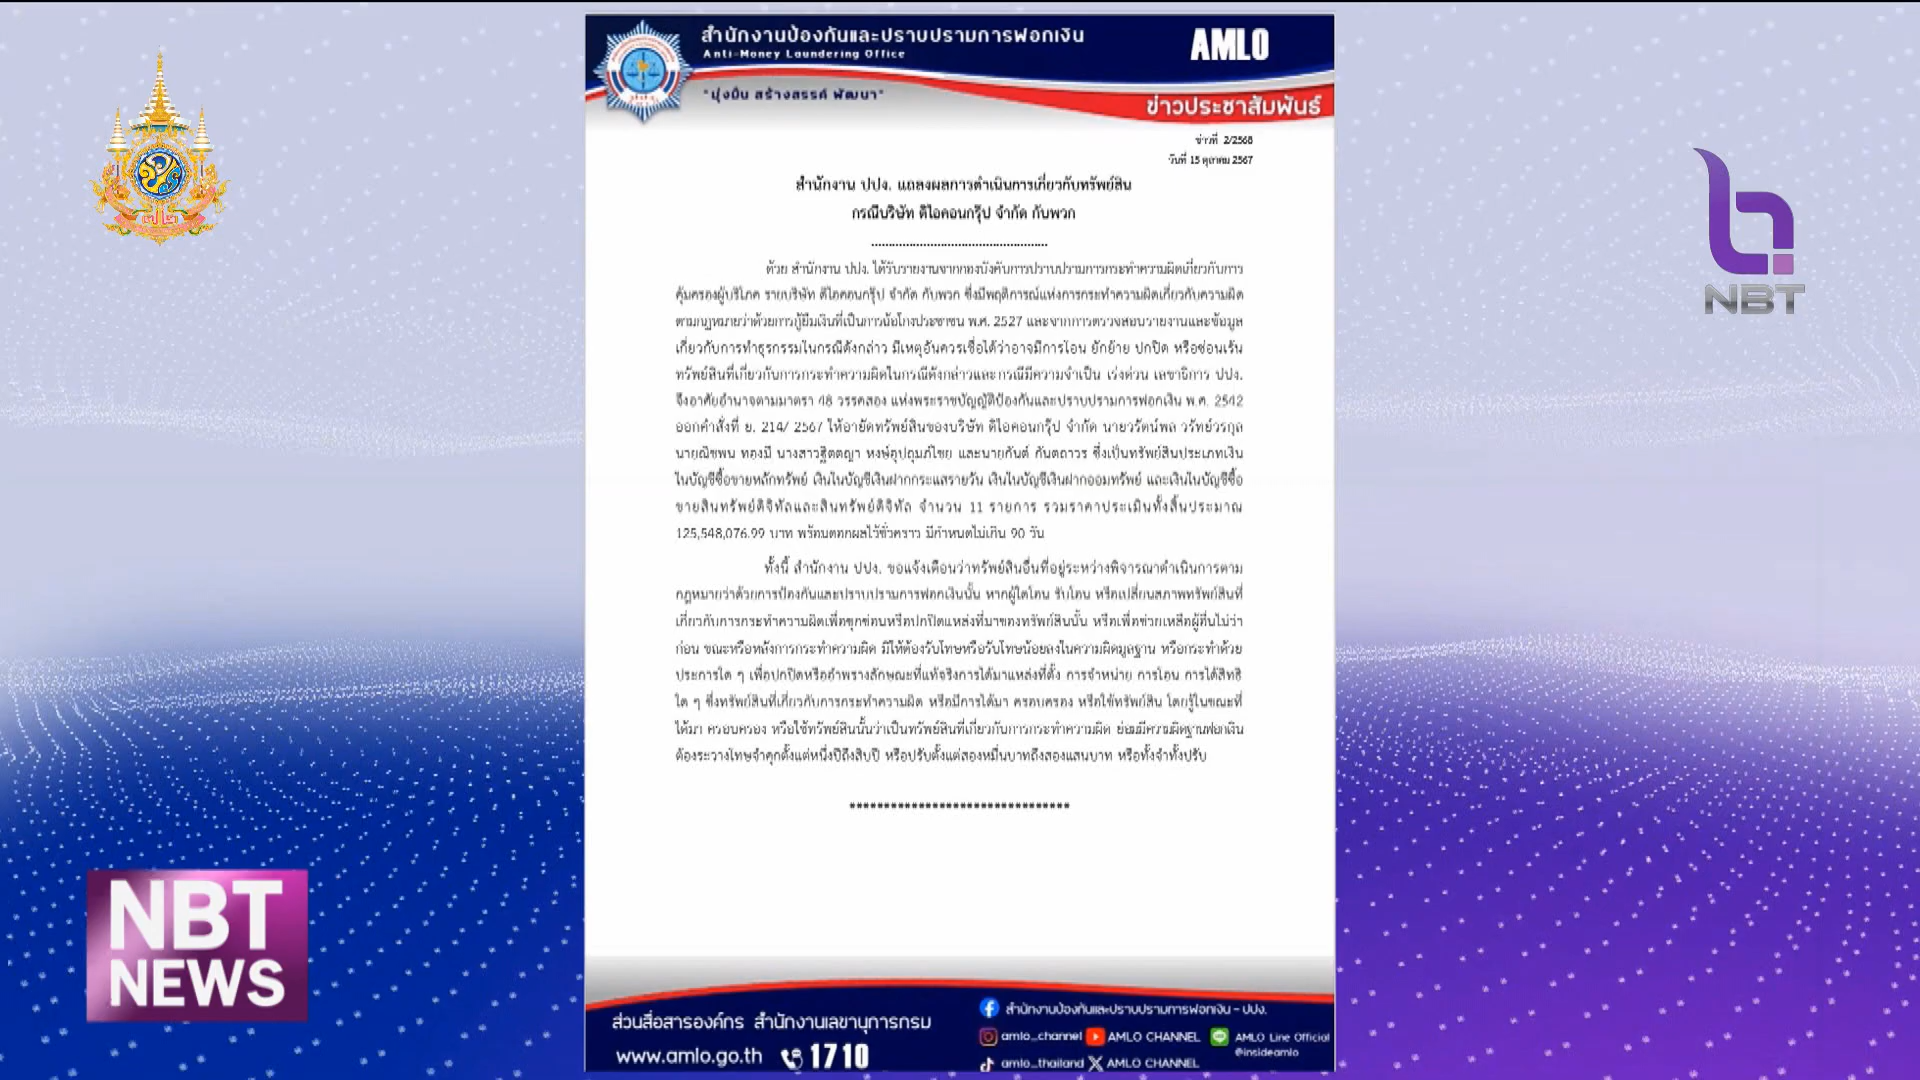 สำนักงานป้องกันและปราบปรามการฟอกเงิน
Anti-Money Laundering Office
AMLO
"มุ่งมั่น สร้างสรรค์ พัฒนา"
ข่าวประชาสัมพันธ์
ข่าวที่ 2/2568
วันที่ 15 ตุลาคม 2567
สำนักงาน ปปง. แถลงผลการดำเนินการเกี่ยวกับทรัพย์สิน
กรณีบริษัท ดิไอคอนกรุ๊ป จำกัด กับพวก
ด้วย สำนักงาน ปปง. ได้รับรายงานจากกองบังคับการปราบปรามการกระทำความผิดเกี่ยวกับการ
คุ้มครองผู้บริโภค รายบริษัท ดิไอคอนกรุ๊ป จำกัด กับพวก ซึ่งมีพฤติการณ์แห่งการกระทำความผิดเกี่ยวกับความผิด
ตามกฎหมายว่าด้วยการกู้ยืมเงินที่เป็นการฉ้อโกงประชาชน พ.ศ. 2527 และจากการตรวจสอบรายงานและข้อมูล
เกี่ยวกับการทำธุรกรรมในกรณีดังกล่าว มีเหตุอันควรเชื่อได้ว่าอาจมีการโอน ยักย้าย ปกปิด หรือซ่อนเร้น
ทรัพย์สินที่เกี่ยวกับการกระทำความผิดในกรณีดังกล่าวและกรณีมีความจำเป็น เร่งด่วน เลขาธิการ ปปง.
จึงอาศัยอำนาจตามมาตรา 48 วรรคสอง แห่งพระราชบัญญัติป้องกันและปราบปรามการฟอกเงิน พ.ศ. 2542
ออกคำสั่งที่ ย. 214/ 2567 ให้อายัดทรัพย์สินของบริษัท ดิไอคอนกรุ๊ป จำกัด นายวรัตน์พล วรัทย์วรกุล
นายณัชพน ทองมี นางสาวฐิตตญา หงษ์อุปถัมภ์ไชย และนายกันต์ กันตถาวร ซึ่งเป็นทรัพย์สินประเภทเงิน
ในบัญชีซื้อขายหลักทรัพย์ เงินในบัญชีเงินฝากกระแสรายวัน เงินในบัญชีเงินฝากออมทรัพย์ และเงินในบัญชีซื้อ
ขายสินทรัพย์ดิจิทัลและสินทรัพย์ดิจิทัล จำนวน 11 รายการ รวมราคาประเมินทั้งสิ้นประมาณ
125,548,076.99 บาท พร้อมดอกผลไว้ชั่วคราว มีกำหนดไม่เกิน 90 วัน
ทั้งนี้ สำนักงาน ปปง. ขอแจ้งเตือนว่าทรัพย์สินอื่นที่อยู่ระหว่างพิจารณาดำเนินการตาม
กฎหมายว่าด้วยการป้องกันและปราบปรามการฟอกเงินนั้น หากผู้ใดโอน รับโอน หรือเปลี่ยนสภาพทรัพย์สินที่
เกี่ยวกับการกระทำความผิดเพื่อซุกซ่อนหรือปกปิดแหล่งที่มาของทรัพย์สินนั้น หรือเพื่อช่วยเหลือผู้อื่นไม่ว่า
ก่อน ขณะหรือหลังการกระทำความผิด มิให้ต้องรับโทษหรือรับโทษน้อยลงในความผิดมูลฐาน หรือกระทำด้วย
ประการใด ๆ เพื่อปกปิดหรืออำพรางลักษณะที่แท้จริงการได้มาแหล่งที่ตั้ง การจำหน่าย การโอน การได้สิทธิ
ใด ๆ ซึ่งทรัพย์สินที่เกี่ยวกับการกระทำความผิด หรือมีการได้มา ครอบครอง หรือใช้ทรัพย์สิน โดยรู้ในขณะที่
ได้มา ครอบครอง หรือใช้ทรัพย์สินนั้นว่าเป็นทรัพย์สินที่เกี่ยวกับการกระทำความผิด ย่อมมีความผิดฐานฟอกเงิน
ต้องระวางโทษจำคุกตั้งแต่หนึ่งปีถึงสิบปี หรือปรับตั้งแต่สองหมื่นบาทถึงสองแสนบาท หรือทั้งจำทั้งปรับ
********************************
ส่วนสื่อสารองค์กร สำนักงานเลขานุการกรม
www.amlo.go.th 1710
สำนักงานป้องกันและปราบปรามการฟอกเงิน - ปปง.
amlo_channel AMLO CHANNEL AMLO Line Official
@insideamlo
amlo_thailand AMLO CHANNEL
NBT
NBT
NEWS